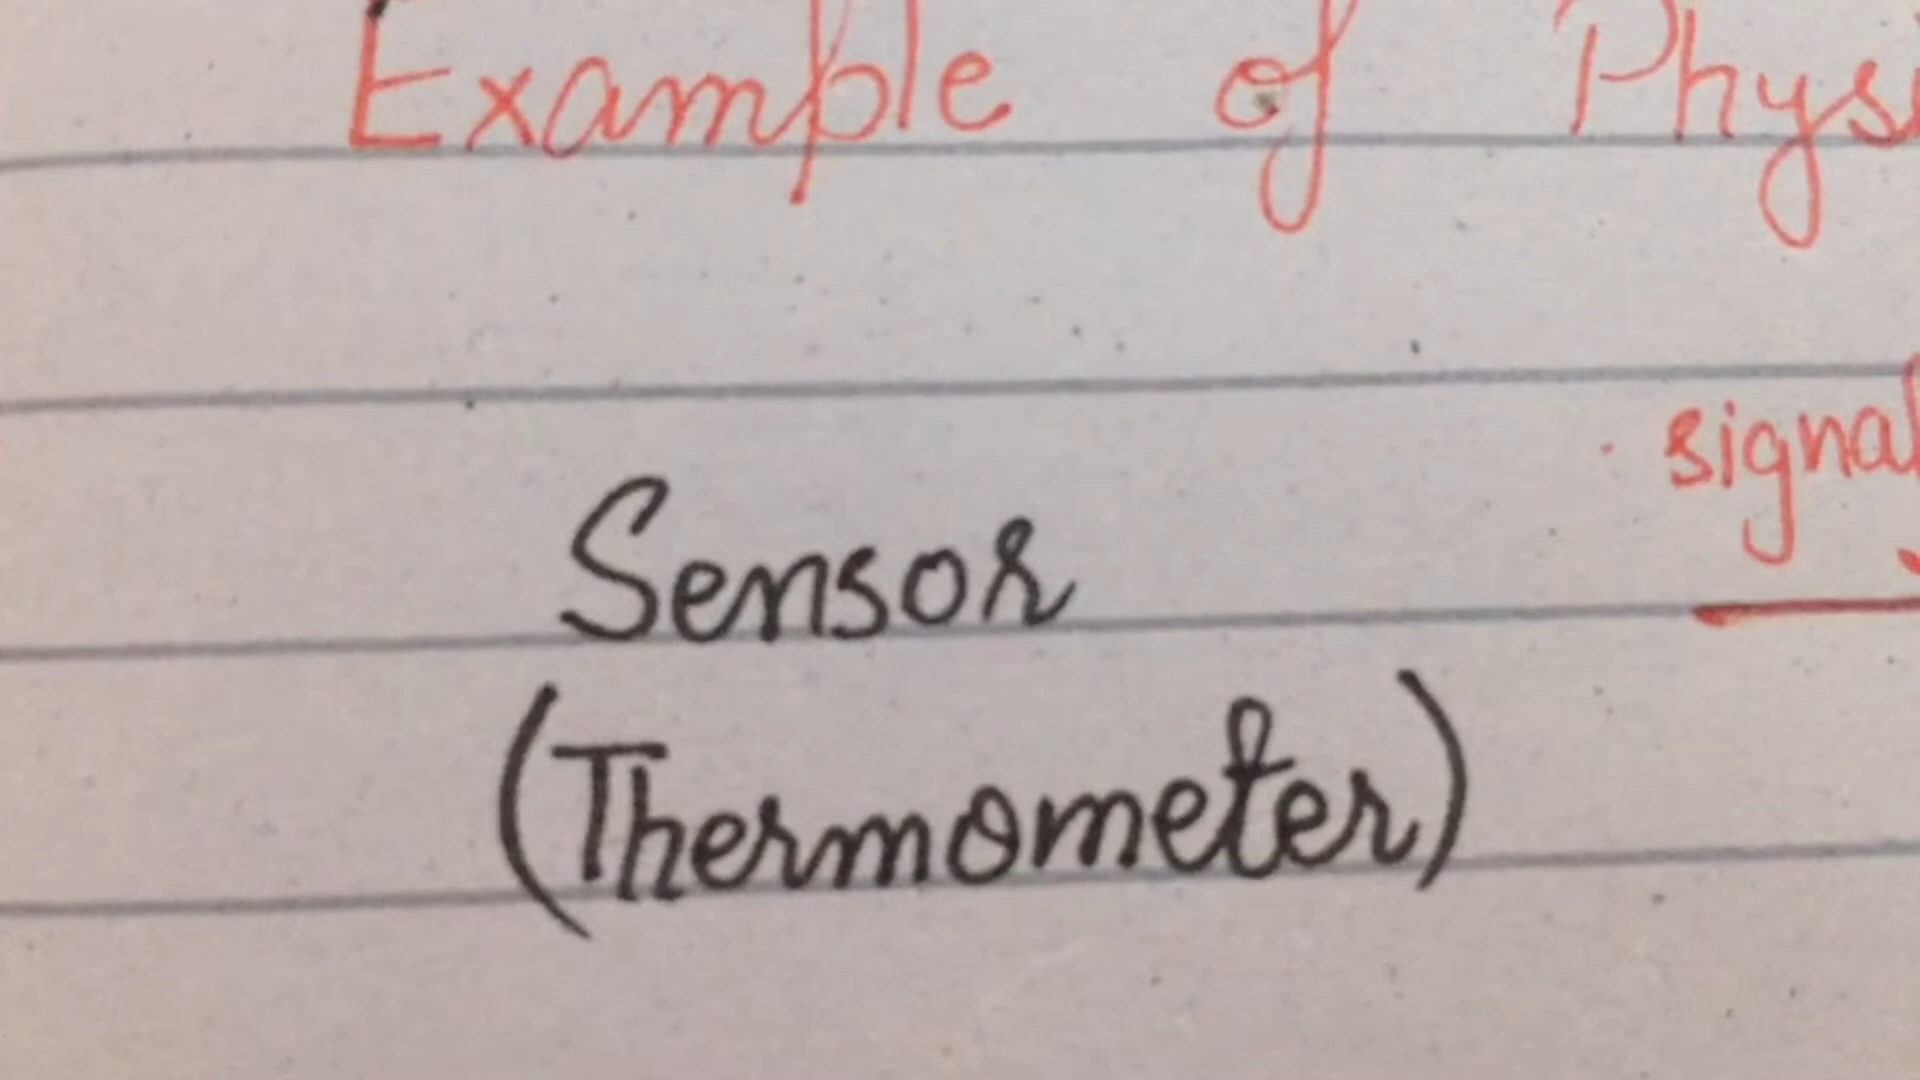 Example of
signal
Sensor
(Thermometer)